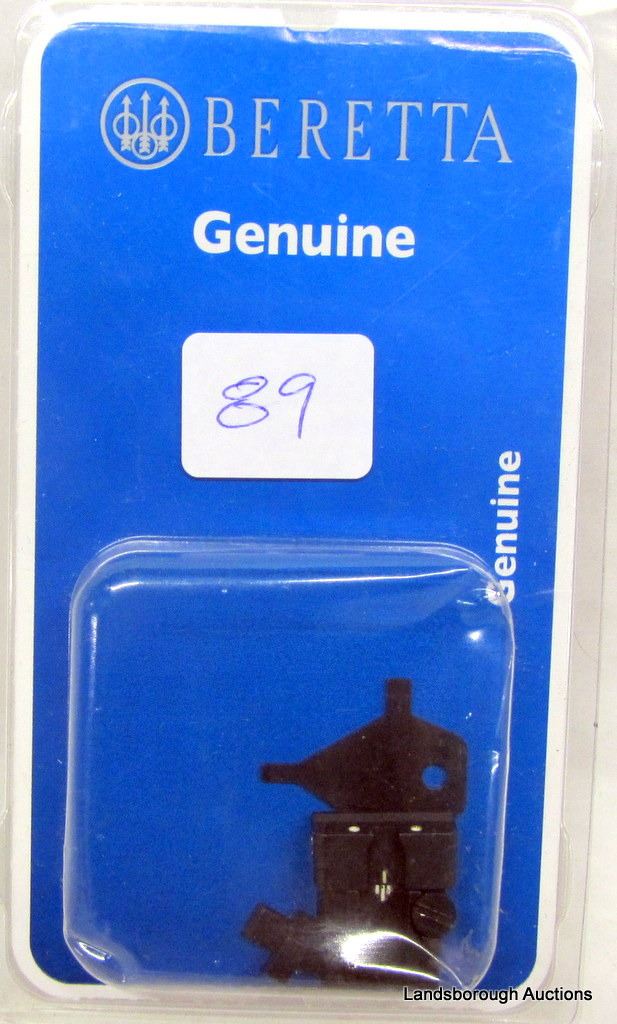 BERETTA
Genuine
89
Genuine
Landsborough Auctions